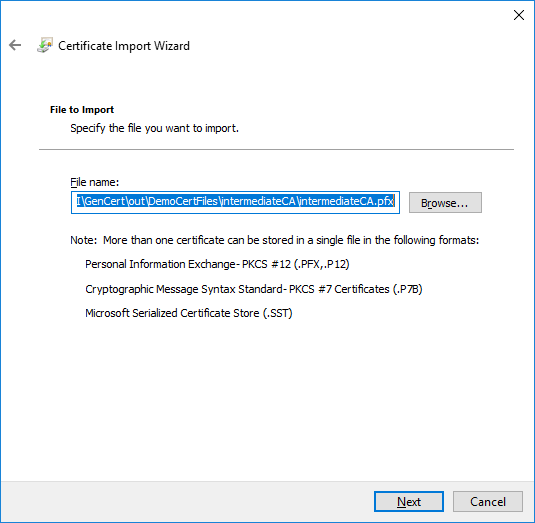 Certificate Import Wizard
File to Import
Specify the file you want to import.
File name:
I\GenCert\out\DemoCertFiles\intermediateCA\intermediateCA.pfx
Browse...
Note: More than one certificate can be stored in a single file in the following formats:
Personal Information Exchange- PKCS #12 (.PFX,.P12)
Cryptographic Message Syntax Standard- PKCS #7 Certificates (.P7B)
Microsoft Serialized Certificate Store (.SST)
Next
Cancel